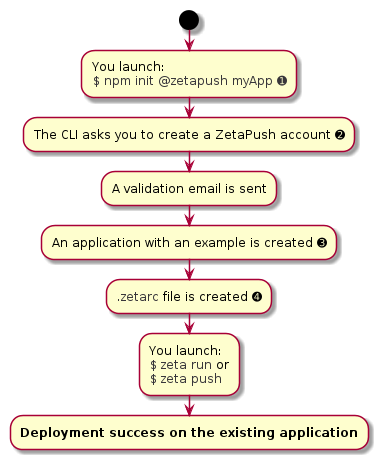 You launch:
$ npm init @zetapush myApp ❶
The CLI asks you to create a ZetaPush account ❷
A validation email is sent
An application with an example is created ❸
.zetarc file is created ❹
You launch:
$ zeta run or
$ zeta push
Deployment success on the existing application